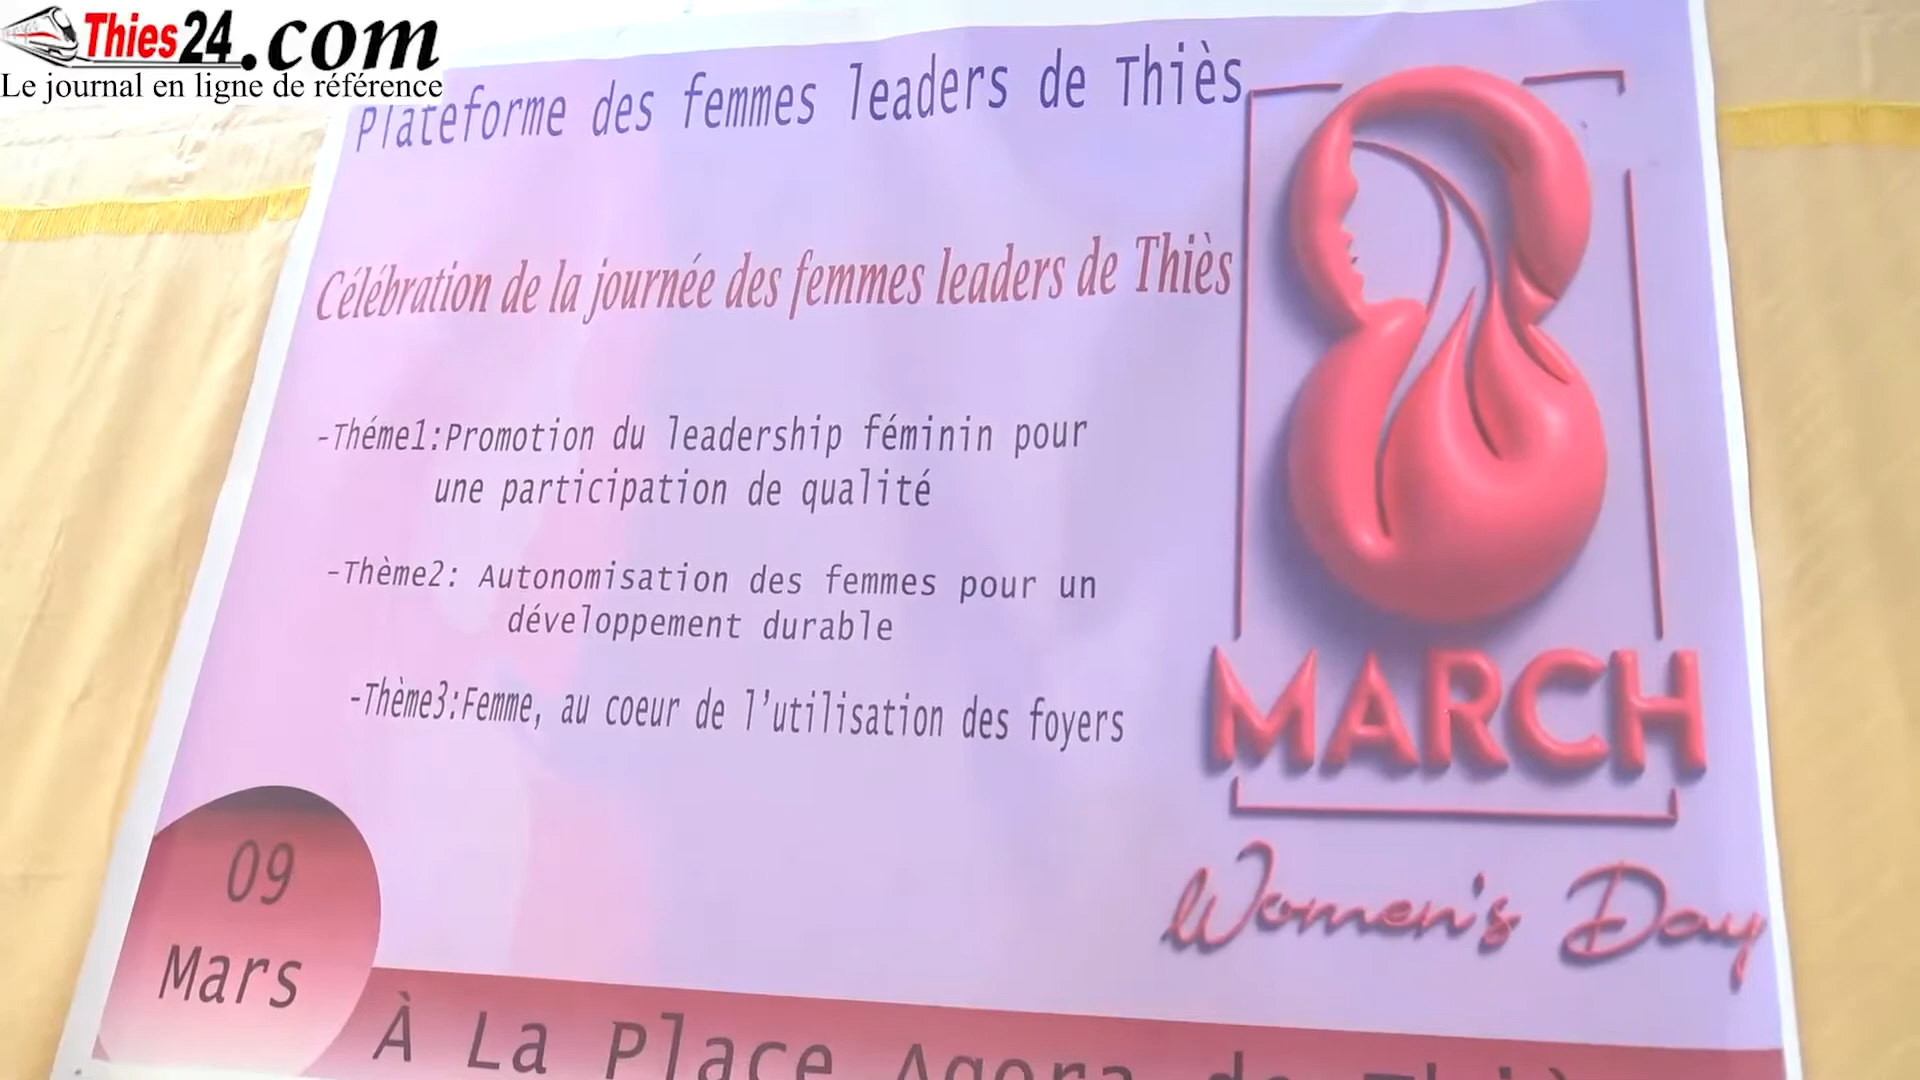 Thies24.com
Le journal en ligne de référence
Plateforme des femmes leaders de Thiès
Célébration de la journée des femmes leaders de Thiès
-Théme1:Promotion du leadership féminin pour
une participation de qualité
-Thème2: Autonomisation des femmes pour un
développement durable
-Thème3:Femme, au coeur de l'utilisation des foyers
8
MARCH
Women's Day
09
Mars
À La Place Agora de Thiès